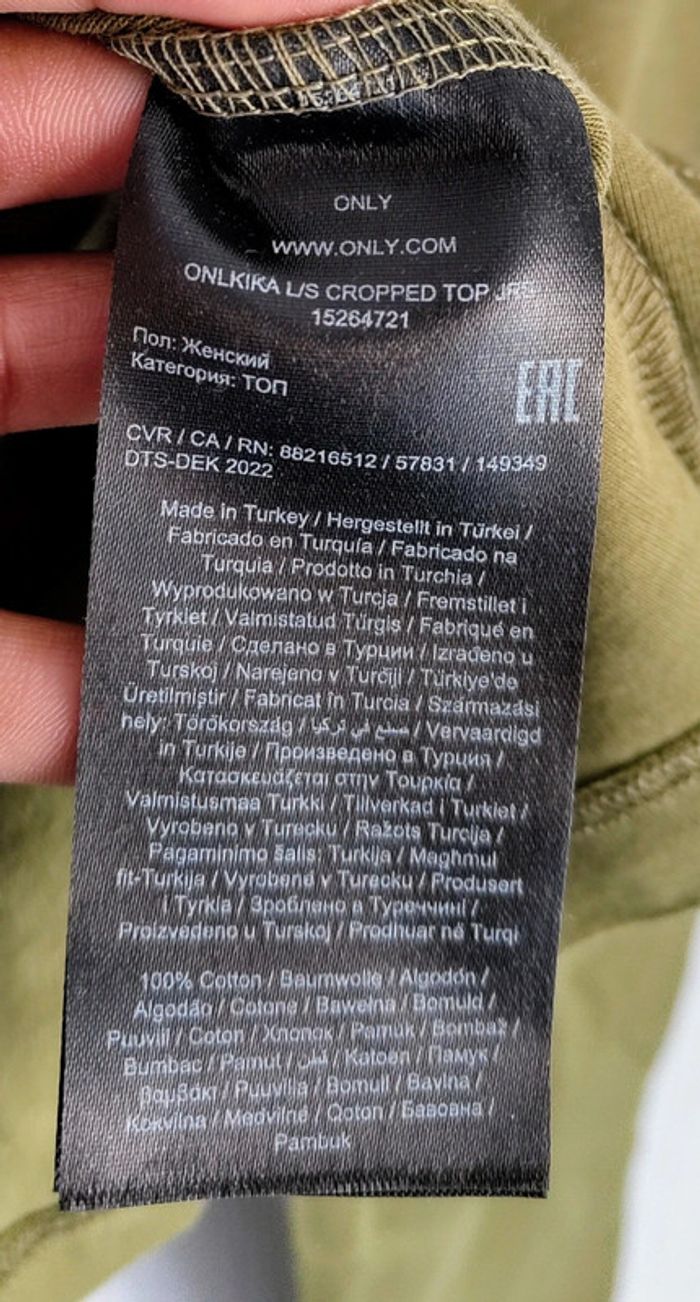 ONLY
WWW.ONLY.COM
ONLKIKA L/S CROPPED TOP JRS
15264721
Пол: Женский
Категория: ТОП
EAC
CVR / CA / RN: 88216512 / 57831 / 149349
DTS-DEK 2022
Made in Turkey / Hergestellt in Türkei /
Fabricado en Turquía / Fabricado na
Turquia / Prodotto in Turchia /
Wyprodukowano w Turcja / Fremstillet i
Tyrkiet / Valmistatud Türgis / Fabriqué en
Turquie / Сделано в Турции / Izrađeno u
Turskoj / Narejeno v Turčiji / Türkiye'de
Üretilmiştir / Fabricat în Turcia / Származási
hely: Törökország / صنع في تركيا / Vervaardigd
in Turkije / Произведено в Турция /
Κατασκευάζεται στην Τουρκία /
Valmistusmaa Turkki / Tillverkad i Turkiet /
Vyrobeno v Turecku / Ražots Turcija /
Pagaminimo šalis: Turkija / Maghmul
fit-Turkija / Vyrobené v Turecku / Produsert
i Tyrkia / Зроблено в Туреччині /
Proizvedeno u Turskoj / Prodhuar në Turqi
100% Cotton / Baumwolle / Algodón /
Algodão / Cotone / Bawełna / Bomuld /
Puuvill / Coton / Хлопок / Pamuk / Bombaž /
Bumbac / Pamut / قطن / Katoen / Памук /
Βαμβάκι / Puuvilla / Bomull / Bavlna /
Kokvilna / Medvilnė / Qoton / Бавовна /
Pambuk